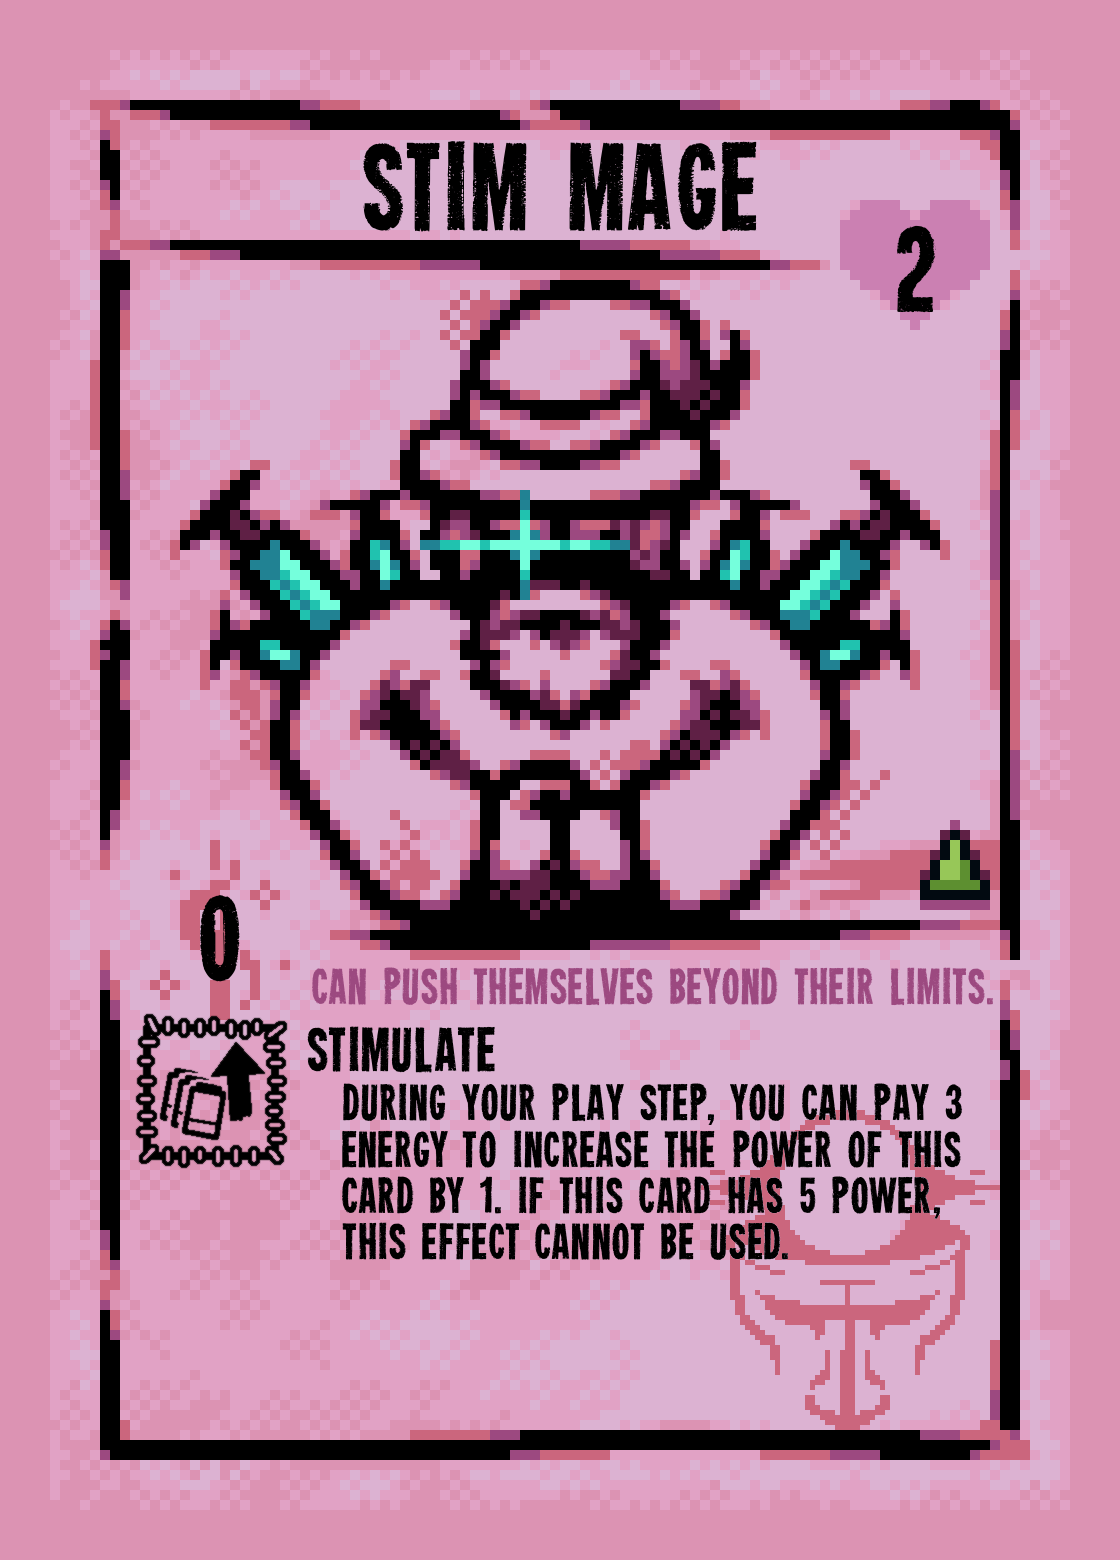 STIM MAGE
2
0
CAN PUSH THEMSELVES BEYOND THEIR LIMITS.
STIMULATE
DURING YOUR PLAY STEP, YOU CAN PAY 3
ENERGY TO INCREASE THE POWER OF THIS
CARD BY 1. IF THIS CARD HAS 5 POWER,
THIS EFFECT CANNOT BE USED.